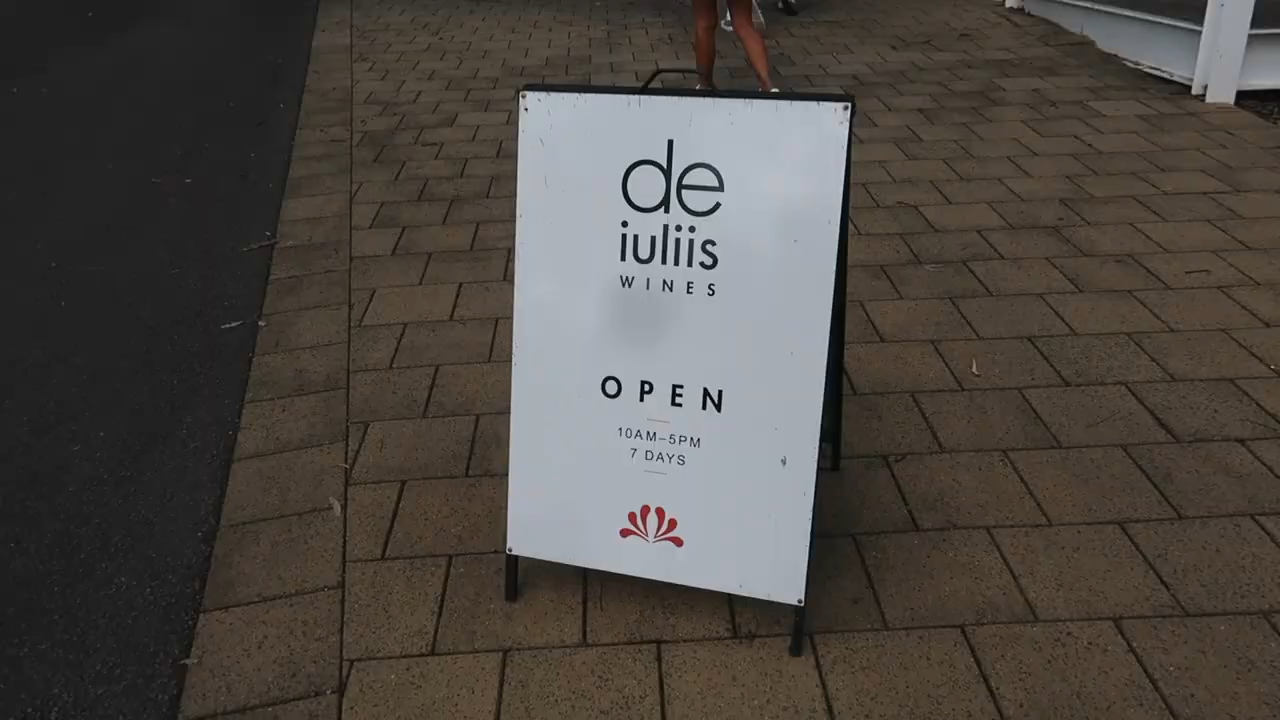 de
iuliis
WINES
OPEN
10AM–5PM
7 DAYS